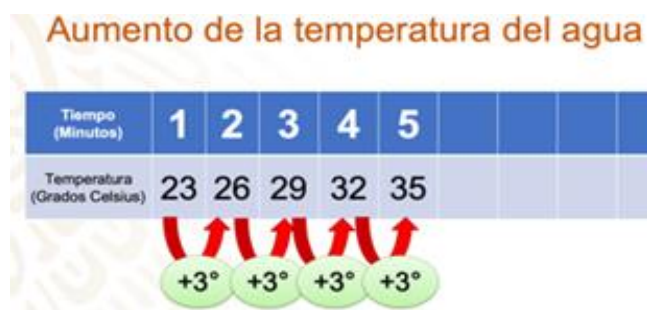 Aumento de la temperatura del agua
Tiempo
(Minutos) 1 2 3 4 5
Temperatura
(Grados Celsius) 23 26 29 32 35
+3° +3° +3° +3°